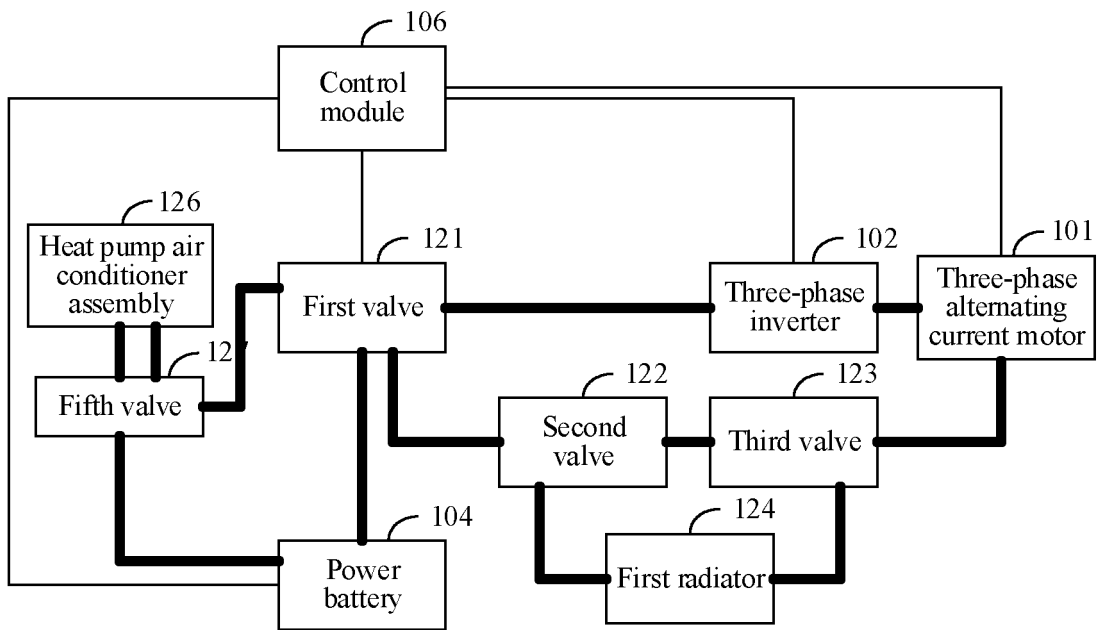 106
Control
module
126
Heat pump air
conditioner
assembly
121
First valve
102
Three-phase
inverter
101
Three-phase
alternating
current motor
127
Fifth valve
122
Second
valve
123
Third valve
104
Power
battery
124
First radiator